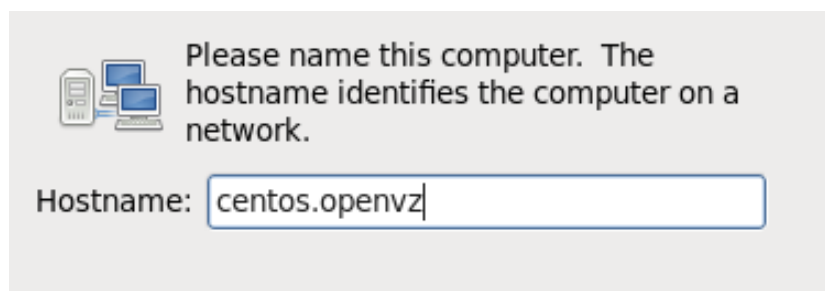 Please name this computer.  The
hostname identifies the computer on a
network.
Hostname: centos.openvz